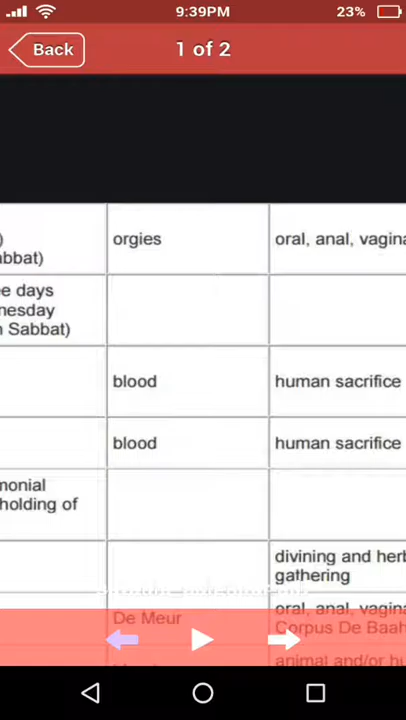 9:39PM
23%
Back
1 of 2
)
abbat)
orgies
oral, anal, vagina
e days
nesday
n Sabbat)
blood
human sacrifice
blood
human sacrifice
monial
holding of
divining and herb
gathering
De Meur
oral, anal, vagina
Corpus De Baah
animal and/or hu